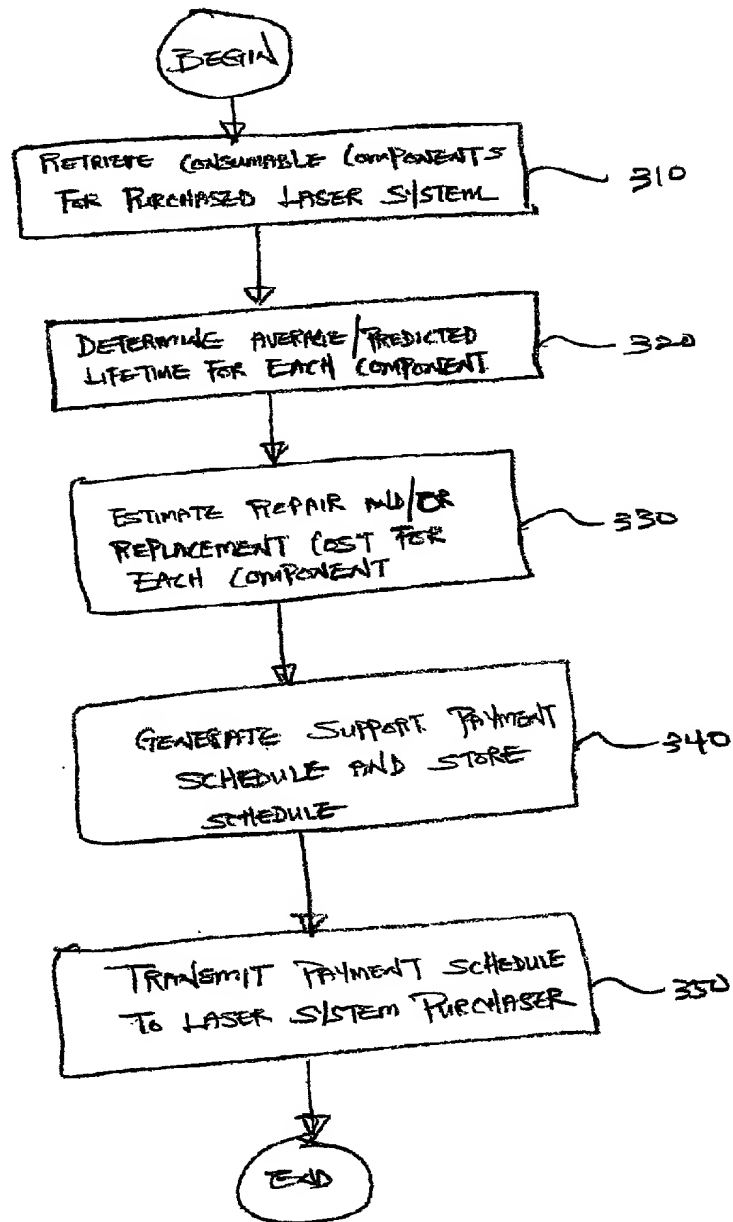 BEGIN
RETRIEVE CONSUMABLE COMPONENTS
FOR PURCHASED LASER SYSTEM
310
DETERMINE AVERAGE/PREDICTED
LIFETIME FOR EACH COMPONENT
320
ESTIMATE REPAIR AND/OR
REPLACEMENT COST FOR
EACH COMPONENT
330
GENERATE SUPPORT PAYMENT
SCHEDULE AND STORE
SCHEDULE
340
TRANSMIT PAYMENT SCHEDULE
TO LASER SYSTEM PURCHASER
350
END